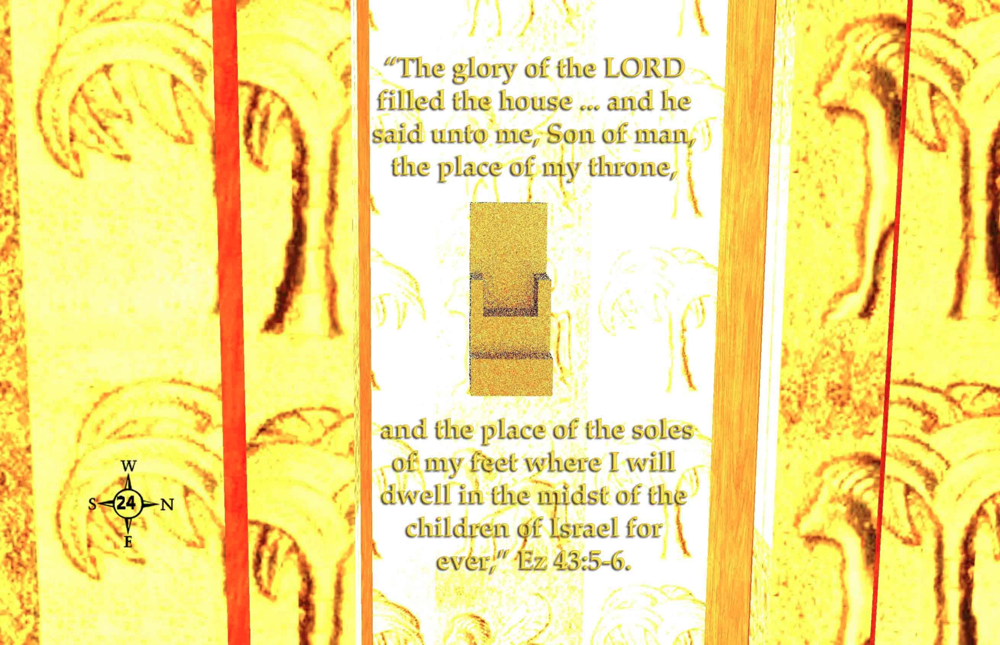 “The glory of the LORD
filled the house ... and he
said unto me, Son of man,
the place of my throne,
and the place of the soles
of my feet where I will
dwell in the midst of the
children of Israel for
ever,” Ez 43:5-6.
W
S 24 N
E